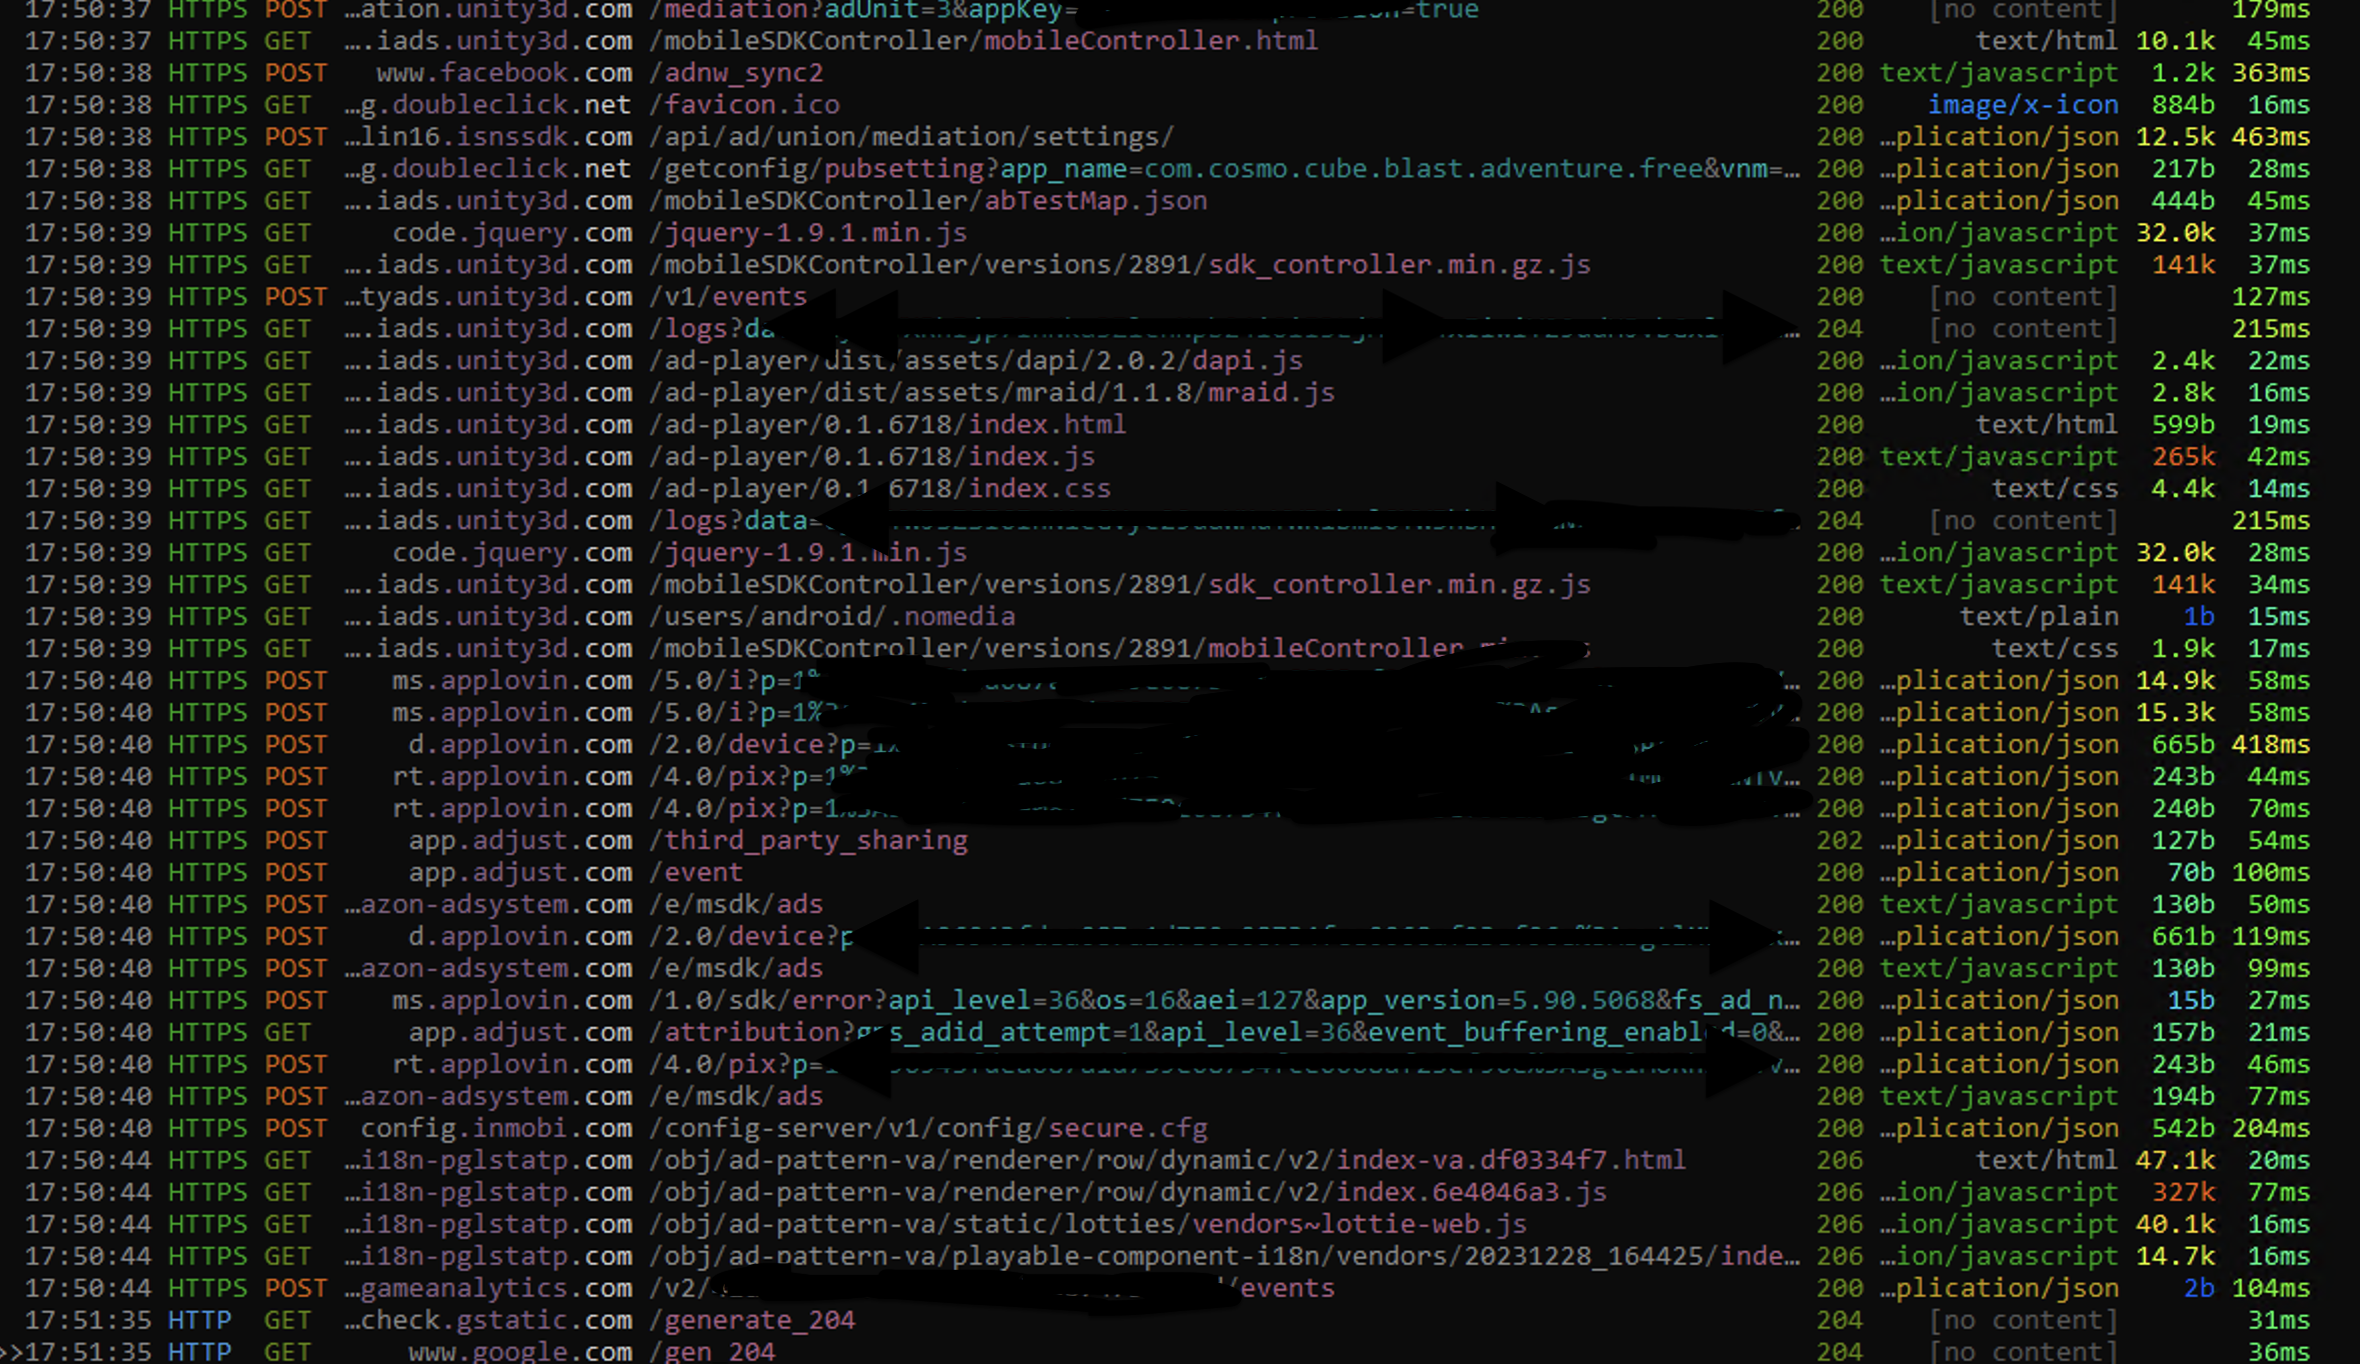 17:50:37 HTTPS POST …ation.unity3d.com /mediation?adUnit=3&appKey= =true 200 [no content] 179ms
17:50:37 HTTPS GET ….iads.unity3d.com /mobileSDKController/mobileController.html 200 text/html 10.1k 45ms
17:50:38 HTTPS POST www.facebook.com /adnw_sync2 200 text/javascript 1.2k 363ms
17:50:38 HTTPS GET …g.doubleclick.net /favicon.ico 200 image/x-icon 884b 16ms
17:50:38 HTTPS POST …lin16.isnssdk.com /api/ad/union/mediation/settings/ 200 …plication/json 12.5k 463ms
17:50:38 HTTPS GET …g.doubleclick.net /getconfig/pubsetting?app_name=com.cosmo.cube.blast.adventure.free&vnm=… 200 …plication/json 217b 28ms
17:50:38 HTTPS GET ….iads.unity3d.com /mobileSDKController/abTestMap.json 200 …plication/json 444b 45ms
17:50:39 HTTPS GET code.jquery.com /jquery-1.9.1.min.js 200 …ion/javascript 32.0k 37ms
17:50:39 HTTPS GET ….iads.unity3d.com /mobileSDKController/versions/2891/sdk_controller.min.gz.js 200 text/javascript 141k 37ms
17:50:39 HTTPS POST …tyads.unity3d.com /v1/events 200 [no content] 127ms
17:50:39 HTTPS GET ….iads.unity3d.com /logs?da … 204 [no content] 215ms
17:50:39 HTTPS GET ….iads.unity3d.com /ad-player/dist/assets/dapi/2.0.2/dapi.js 200 …ion/javascript 2.4k 22ms
17:50:39 HTTPS GET ….iads.unity3d.com /ad-player/dist/assets/mraid/1.1.8/mraid.js 200 …ion/javascript 2.8k 16ms
17:50:39 HTTPS GET ….iads.unity3d.com /ad-player/0.1.6718/index.html 200 text/html 599b 19ms
17:50:39 HTTPS GET ….iads.unity3d.com /ad-player/0.1.6718/index.js 200 text/javascript 265k 42ms
17:50:39 HTTPS GET ….iads.unity3d.com /ad-player/0.1.6718/index.css 200 text/css 4.4k 14ms
17:50:39 HTTPS GET ….iads.unity3d.com /logs?data= 204 [no content] 215ms
17:50:39 HTTPS GET code.jquery.com /jquery-1.9.1.min.js 200 …ion/javascript 32.0k 28ms
17:50:39 HTTPS GET ….iads.unity3d.com /mobileSDKController/versions/2891/sdk_controller.min.gz.js 200 text/javascript 141k 34ms
17:50:39 HTTPS GET ….iads.unity3d.com /users/android/.nomedia 200 text/plain 1b 15ms
17:50:39 HTTPS GET ….iads.unity3d.com /mobileSDKController/versions/2891/mobileController. 200 text/css 1.9k 17ms
17:50:40 HTTPS POST ms.applovin.com /5.0/i?p=1% … 200 …plication/json 14.9k 58ms
17:50:40 HTTPS POST ms.applovin.com /5.0/i?p=1% … 200 …plication/json 15.3k 58ms
17:50:40 HTTPS POST d.applovin.com /2.0/device?p= … 200 …plication/json 665b 418ms
17:50:40 HTTPS POST rt.applovin.com /4.0/pix?p=1% … 200 …plication/json 243b 44ms
17:50:40 HTTPS POST rt.applovin.com /4.0/pix?p=1 … 200 …plication/json 240b 70ms
17:50:40 HTTPS POST app.adjust.com /third_party_sharing 202 …plication/json 127b 54ms
17:50:40 HTTPS POST app.adjust.com /event 200 …plication/json 70b 100ms
17:50:40 HTTPS POST …azon-adsystem.com /e/msdk/ads 200 text/javascript 130b 50ms
17:50:40 HTTPS POST d.applovin.com /2.0/device?p … 200 …plication/json 661b 119ms
17:50:40 HTTPS POST …azon-adsystem.com /e/msdk/ads 200 text/javascript 130b 99ms
17:50:40 HTTPS POST ms.applovin.com /1.0/sdk/error?api_level=36&os=16&aei=127&app_version=5.90.5068&fs_ad_n… 200 …plication/json 15b 27ms
17:50:40 HTTPS GET app.adjust.com /attribution?gps_adid_attempt=1&api_level=36&event_buffering_enabled=0&… 200 …plication/json 157b 21ms
17:50:40 HTTPS POST rt.applovin.com /4.0/pix?p= … 200 …plication/json 243b 46ms
17:50:40 HTTPS POST …azon-adsystem.com /e/msdk/ads 200 text/javascript 194b 77ms
17:50:40 HTTPS POST config.inmobi.com /config-server/v1/config/secure.cfg 200 …plication/json 542b 204ms
17:50:44 HTTPS GET …i18n-pglstatp.com /obj/ad-pattern-va/renderer/row/dynamic/v2/index-va.df0334f7.html 206 text/html 47.1k 20ms
17:50:44 HTTPS GET …i18n-pglstatp.com /obj/ad-pattern-va/renderer/row/dynamic/v2/index.6e4046a3.js 206 …ion/javascript 327k 77ms
17:50:44 HTTPS GET …i18n-pglstatp.com /obj/ad-pattern-va/static/lotties/vendors~lottie-web.js 206 …ion/javascript 40.1k 16ms
17:50:44 HTTPS GET …i18n-pglstatp.com /obj/ad-pattern-va/playable-component-i18n/vendors/20231228_164425/inde… 206 …ion/javascript 14.7k 16ms
17:50:44 HTTPS POST …gameanalytics.com /v2/ /events 200 …plication/json 2b 104ms
17:51:35 HTTP GET …check.gstatic.com /generate_204 204 [no content] 31ms
>>17:51:35 HTTP GET www.google.com /gen_204 204 [no content] 36ms